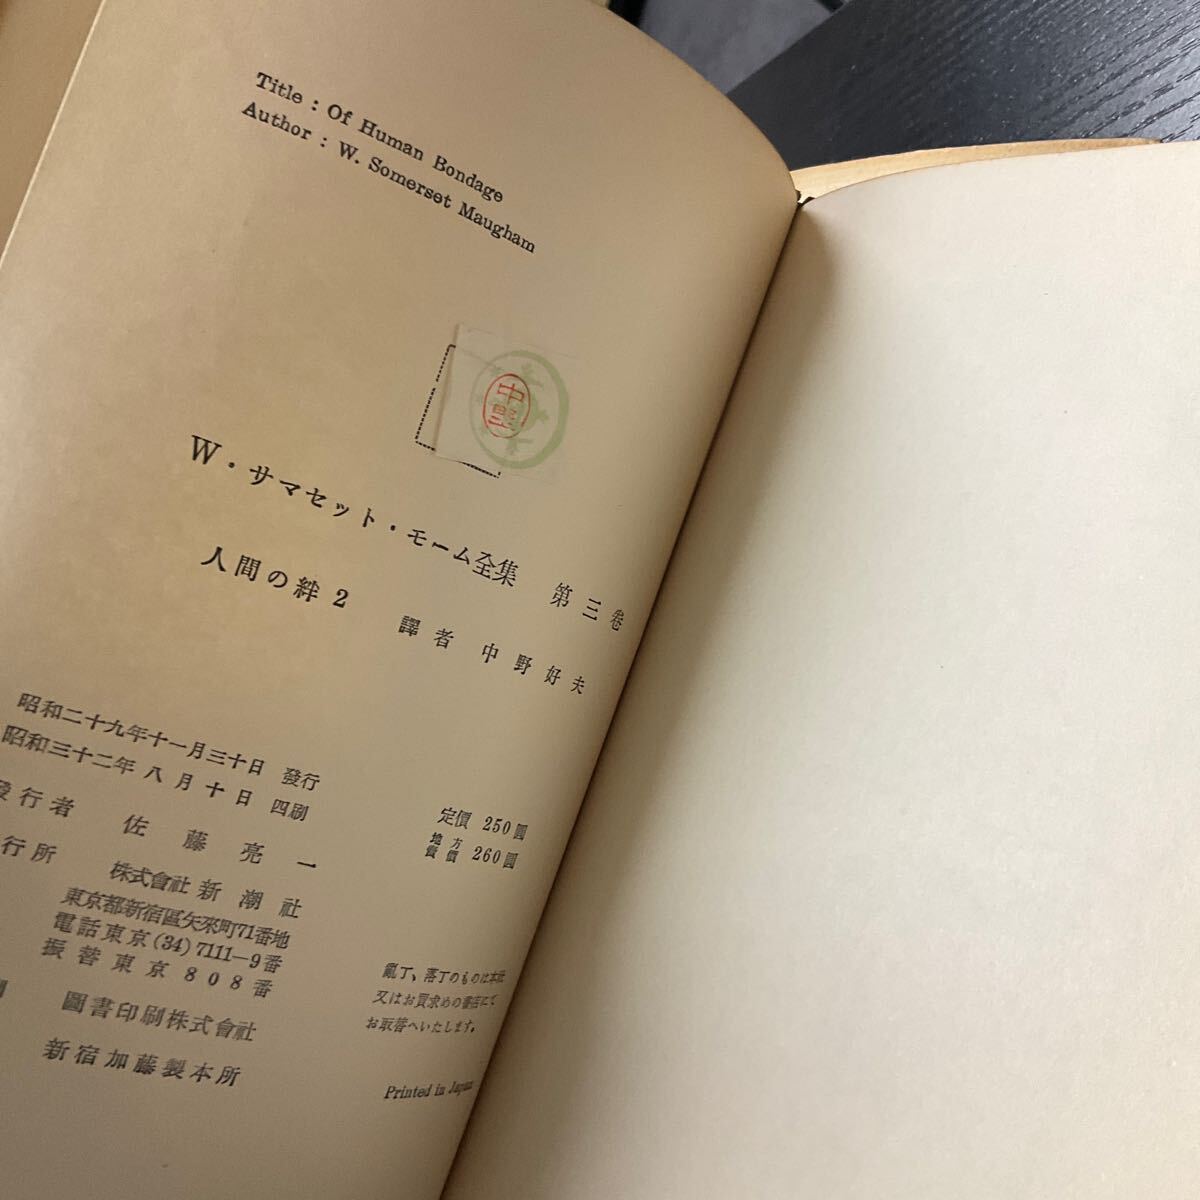 Title : Of Human Bondage
Author : W. Somerset Maugham
中野
W・サマセット・モーム全集 第三卷
人間の絆 2
譯者 中野好夫
昭和二十九年十一月三十日 發行
昭和三十二年八月十日 四刷
定價 250圓
地方賣價 260圓
發行者 佐藤亮一
行所 株式會社 新潮社
東京都新宿區矢來町71番地
電話東京(34)7111—9番
振替東京808番
圖書印刷株式會社
新宿加藤製本所
亂丁、落丁のものは本社
又はお買求めの書店にて
お取替へいたします。
Printed in Japan